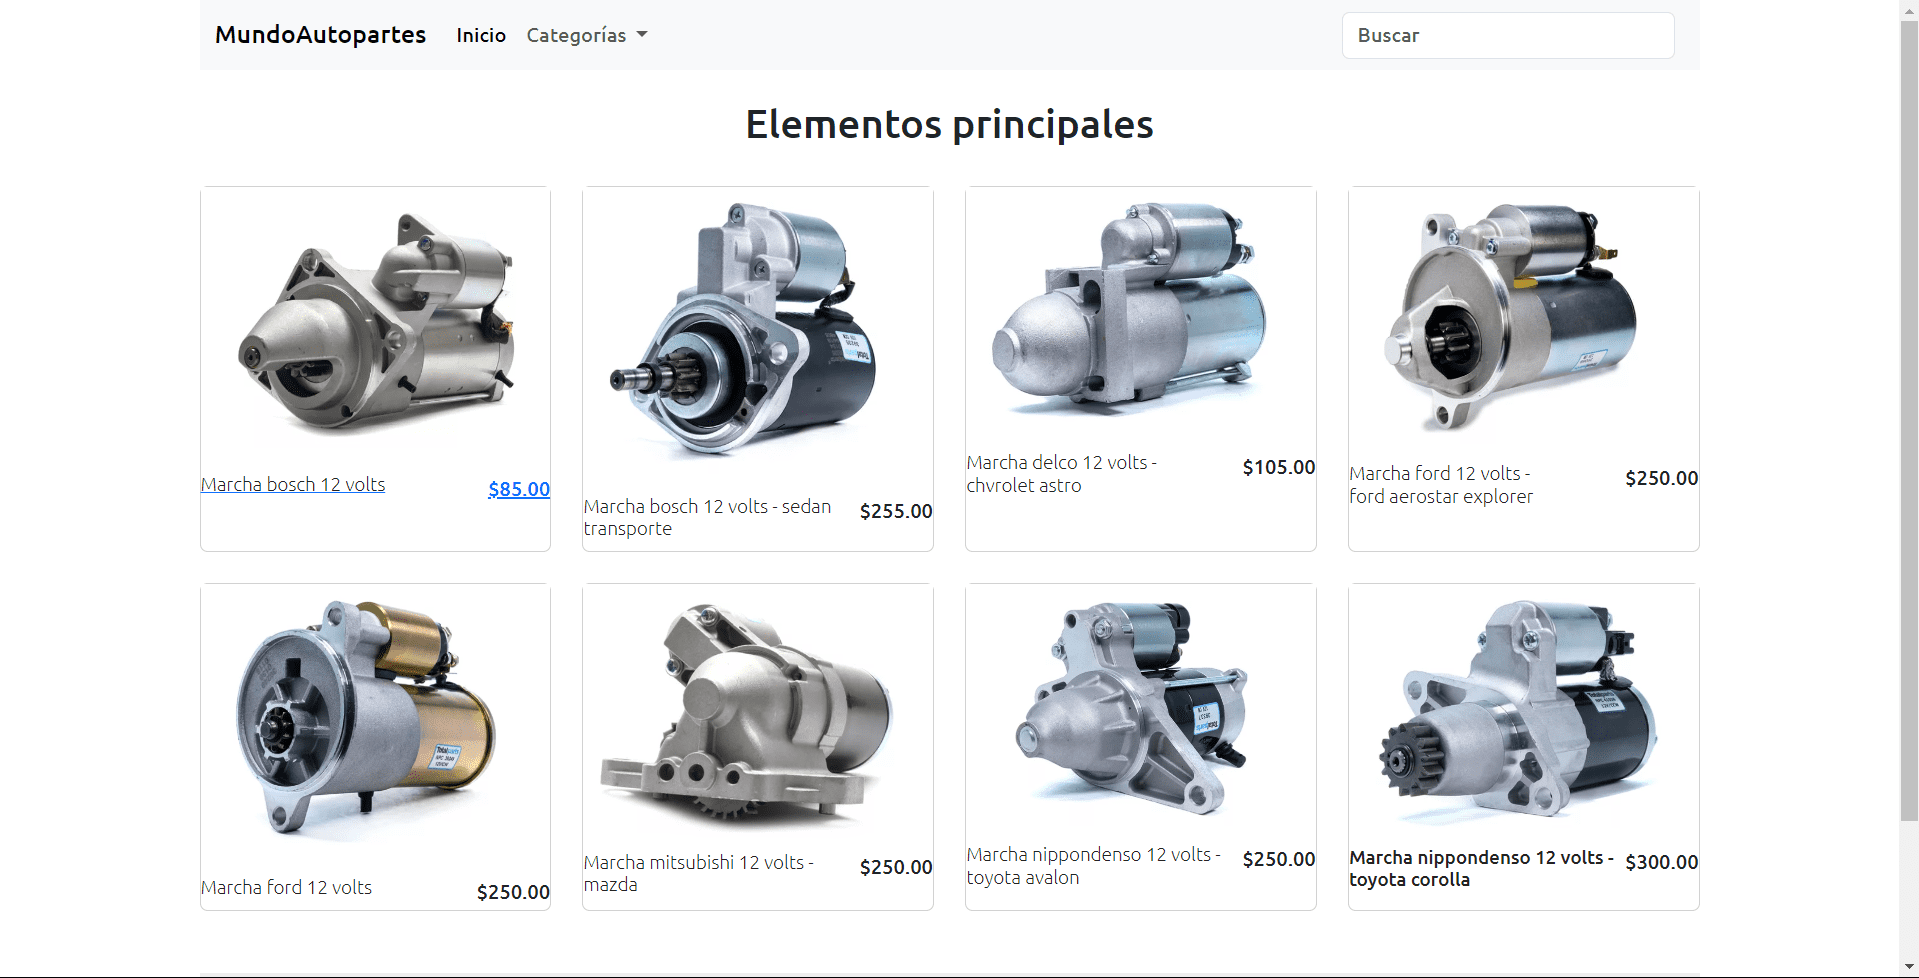 MundoAutopartes Inicio Categorías Buscar
Elementos principales
Marcha bosch 12 volts $85.00
Marcha bosch 12 volts - sedan
transporte
$255.00
Marcha delco 12 volts -
chvrolet astro
$105.00
Marcha ford 12 volts -
ford aerostar explorer
$250.00
Marcha ford 12 volts $250.00
Marcha mitsubishi 12 volts -
mazda
$250.00
Marcha nippondenso 12 volts -
toyota avalon
$250.00
Marcha nippondenso 12 volts -
toyota corolla
$300.00